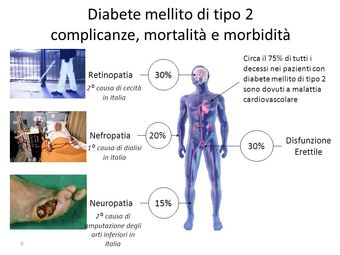 Diabete mellito di tipo 2
complicanze, mortalità e morbidità
Retinopatia
30%
2° causa di cecità
in Italia
Circa il 75% di tutti i
decessi nei pazienti con
diabete mellito di tipo 2
sono dovuti a malattia
cardiovascolare
Nefropatia
20%
1° causa di dialisi
in Italia
30%
Disfunzione
Erettile
Neuropatia
15%
2° causa di
amputazione degli
arti inferiori in
Italia
6